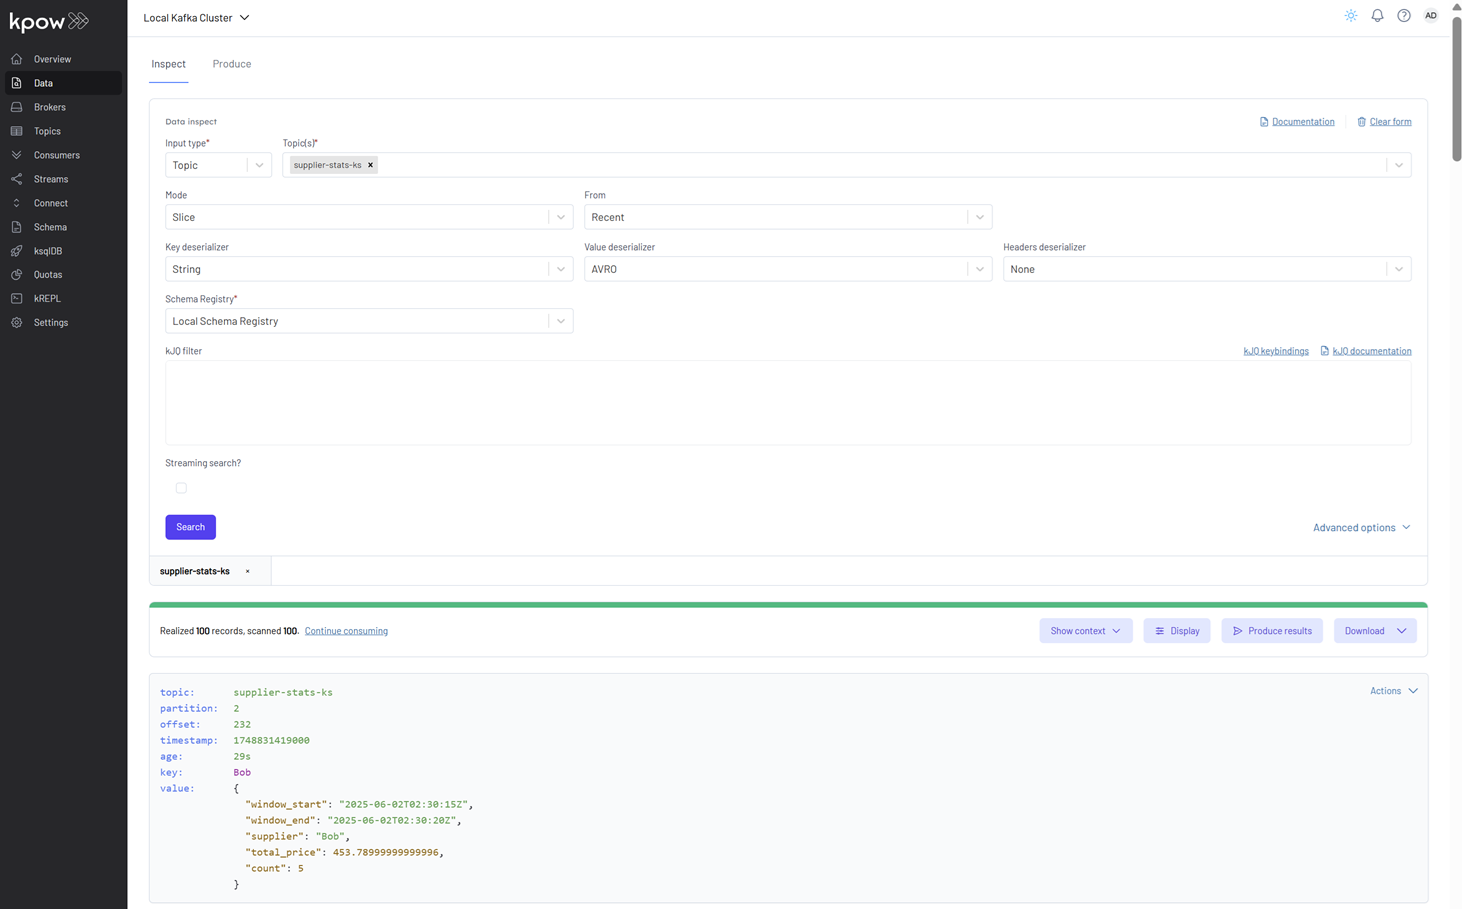 kpow
Local Kafka Cluster
AD
Overview
Data
Brokers
Topics
Consumers
Streams
Connect
Schema
ksqlDB
Quotas
kREPL
Settings
Inspect Produce
Data inspect
Documentation Clear form
Input type* Topic(s)*
Topic supplier-stats-ks ×
Mode From
Slice Recent
Key deserializer Value deserializer Headers deserializer
String AVRO None
Schema Registry*
Local Schema Registry
kJQ filter kJQ keybindings kJQ documentation
Streaming search?
Search Advanced options
supplier-stats-ks ×
Realized 100 records, scanned 100. Continue consuming Show context Display Produce results Download
topic: supplier-stats-ks Actions
partition: 2
offset: 232
timestamp: 1748831419000
age: 29s
key: Bob
value: {
"window_start": "2025-06-02T02:30:15Z",
"window_end": "2025-06-02T02:30:20Z",
"supplier": "Bob",
"total_price": 453.78999999999996,
"count": 5
}